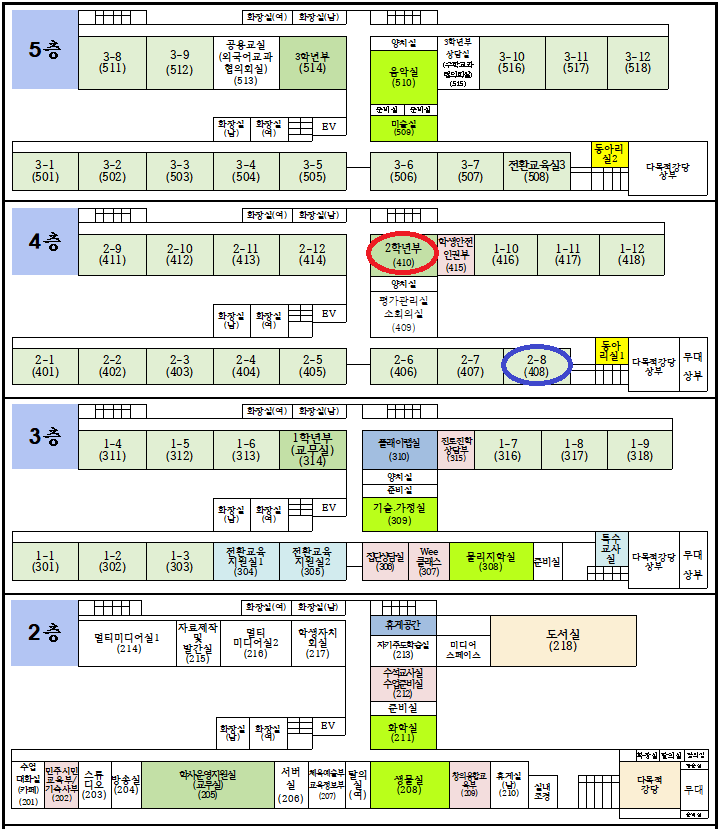 5층
화장실(여) 화장실(남)
3-8
(511)
3-9
(512)
공용교실
(외국어교과
협의회실)
(513)
3학년부
(514)
양치실
음악실
(510)
준비실 준비실
미술실
(509)
3학년부
상담실
(수학교과
협의회실)
(515)
3-10
(516)
3-11
(517)
3-12
(518)
화장실
(남)
화장실
(여)
EV
3-1
(501)
3-2
(502)
3-3
(503)
3-4
(504)
3-5
(505)
3-6
(506)
3-7
(507)
전환교육실3
(508)
동아리
실2
다목적강당
상부
4층
화장실(여) 화장실(남)
2-9
(411)
2-10
(412)
2-11
(413)
2-12
(414)
2학년부
(410)
학생안전
인권부
(415)
1-10
(416)
1-11
(417)
1-12
(418)
양치실
평가관리실
소회의실
(409)
화장실
(남)
화장실
(여)
EV
2-1
(401)
2-2
(402)
2-3
(403)
2-4
(404)
2-5
(405)
2-6
(406)
2-7
(407)
2-8
(408)
동아
리실1
다목적강당
상부
무대
상부
3층
화장실(여) 화장실(남)
1-4
(311)
1-5
(312)
1-6
(313)
1학년부
(교무실)
(314)
플레이랩실
(310)
진로진학
상담부
(315)
1-7
(316)
1-8
(317)
1-9
(318)
양치실
준비실
기술.가정실
(309)
화장실
(남)
화장실
(여)
EV
1-1
(301)
1-2
(302)
1-3
(303)
전환교육
지원실1
(304)
전환교육
지원실2
(305)
집단상담실
(306)
Wee
클래스
(307)
물리지학실
(308)
준비실
특수
교사
실
다목적강당
상부
무대
상부
2층
화장실(여) 화장실(남)
멀티미디어실1
(214)
자료제작
및
발간실
(215)
멀티
미디어실2
(216)
학생자치
회실
(217)
휴게공간
자기주도학습실
(213)
미디어
스페이스
도서실
(218)
수석교사실
수업준비실
(212)
준비실
화학실
(211)
화장실
(남)
화장실
(여)
EV
수업
대화실
(카페)
(201)
민주시민
교육부/
기숙사부
(202)
스튜
디오
(203)
방송실
(204)
학사운영지원실
(교무실)
(205)
서버
실
(206)
체육예술부
교육정보부
(207)
탈의
실
(여)
생물실
(208)
창의융합교
육부
(209)
휴게실
(남)
(210)
실내
조경
화장실 탈의실
다목적
강당
무대